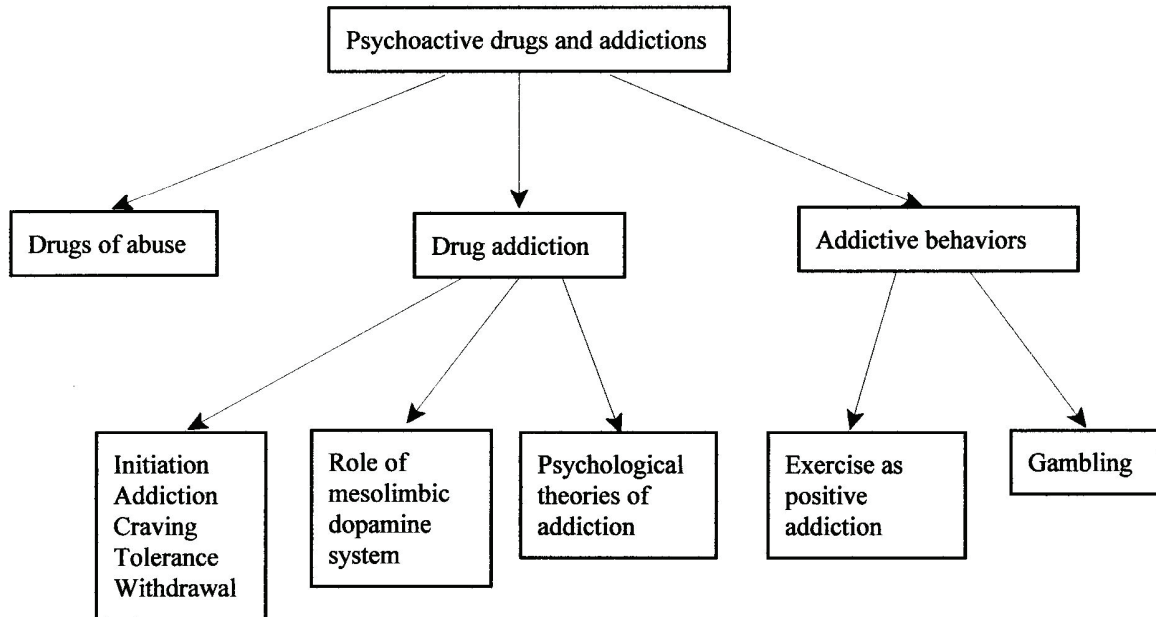 Psychoactive drugs and addictions
Drugs of abuse
Drug addiction
Addictive behaviors
Initiation
Addiction
Craving
Tolerance
Withdrawal
Role of
mesolimbic
dopamine
system
Psychological
theories of
addiction
Exercise as
positive
addiction
Gambling